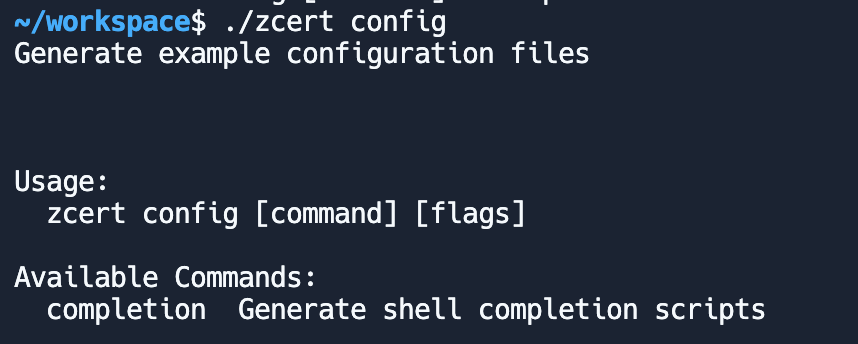 ~/workspace$ ./zcert config
Generate example configuration files
Usage:
zcert config [command] [flags]
Available Commands:
completion  Generate shell completion scripts